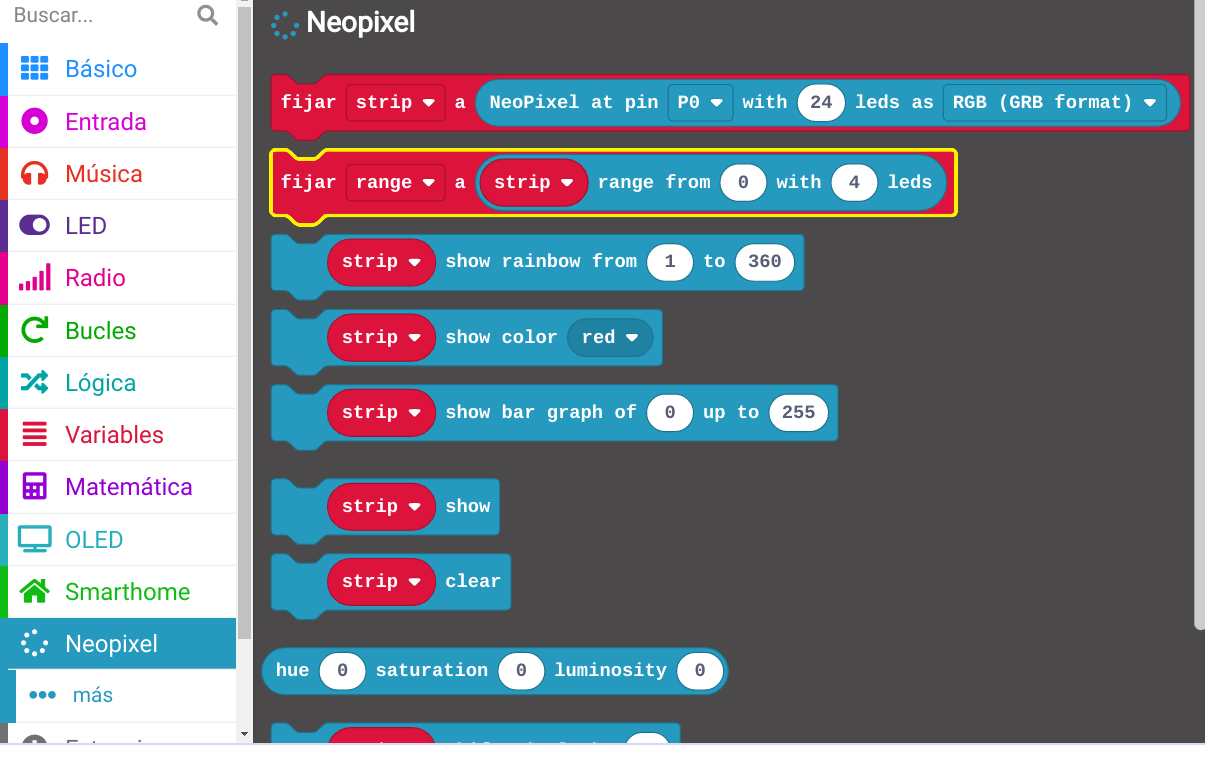 Buscar...
Básico
Entrada
Música
LED
Radio
Bucles
Lógica
Variables
Matemática
OLED
Smarthome
Neopixel
más
Neopixel
fijar strip a NeoPixel at pin P0 with 24 leds as RGB (GRB format)
fijar range a strip range from 0 with 4 leds
strip show rainbow from 1 to 360
strip show color red
strip show bar graph of 0 up to 255
strip show
strip clear
hue 0 saturation 0 luminosity 0